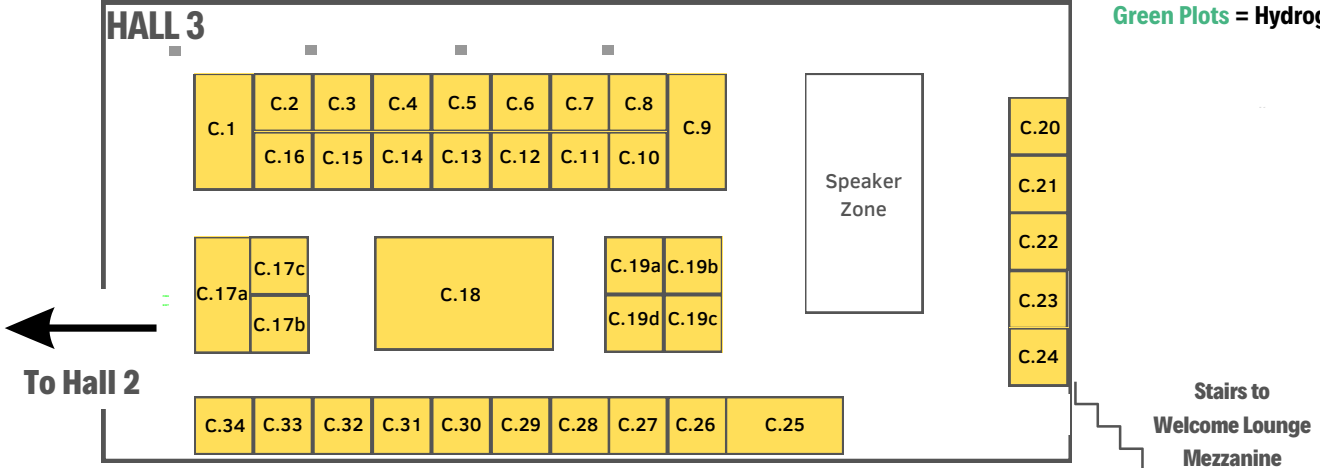 HALL 3
Green Plots = Hydrog
C.1
C.2
C.3
C.4
C.5
C.6
C.7
C.8
C.9
C.16
C.15
C.14
C.13
C.12
C.11
C.10
Speaker
Zone
C.20
C.21
C.22
C.23
C.24
C.17a
C.17c
C.17b
C.18
C.19a
C.19b
C.19d
C.19c
To Hall 2
C.34
C.33
C.32
C.31
C.30
C.29
C.28
C.27
C.26
C.25
Stairs to
Welcome Lounge
Mezzanine